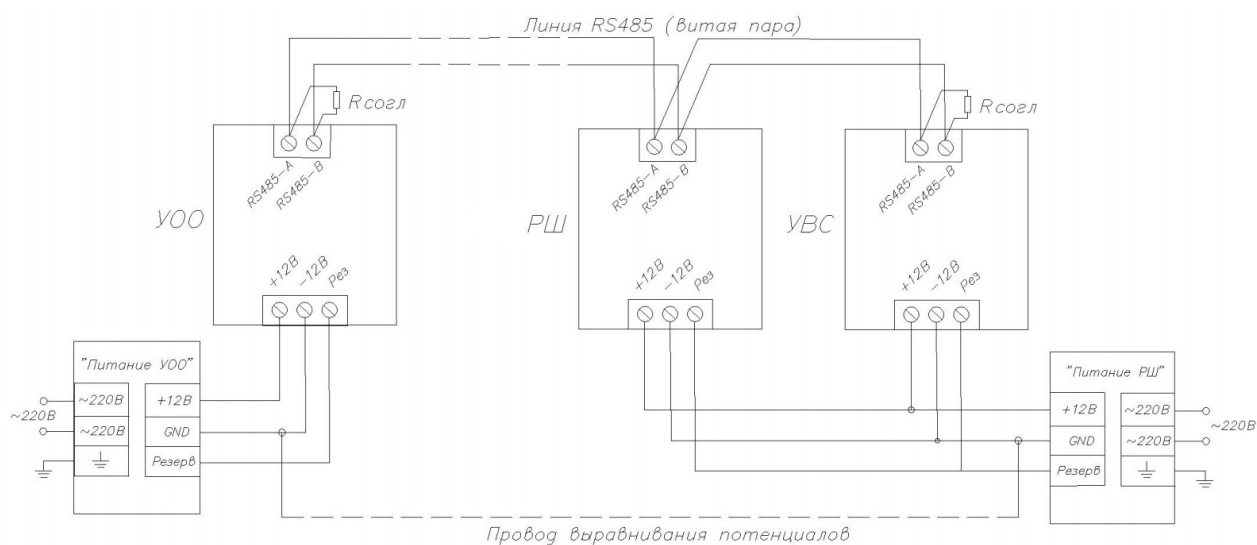 Линия RS485 (витая пара)
Rсогл
Rсогл
RS485-A
RS485-B
RS485-A
RS485-B
RS485-A
RS485-B
УОО
РШ
УВС
+12В
-12В
Рез
+12В
-12В
Рез
+12В
-12В
Рез
"Питание УОО"
~220В
+12В
~220В
~220В
GND
Резерв
"Питание РШ"
+12В
~220В
~220В
GND
~220В
Резерв
Провод выравнивания потенциалов